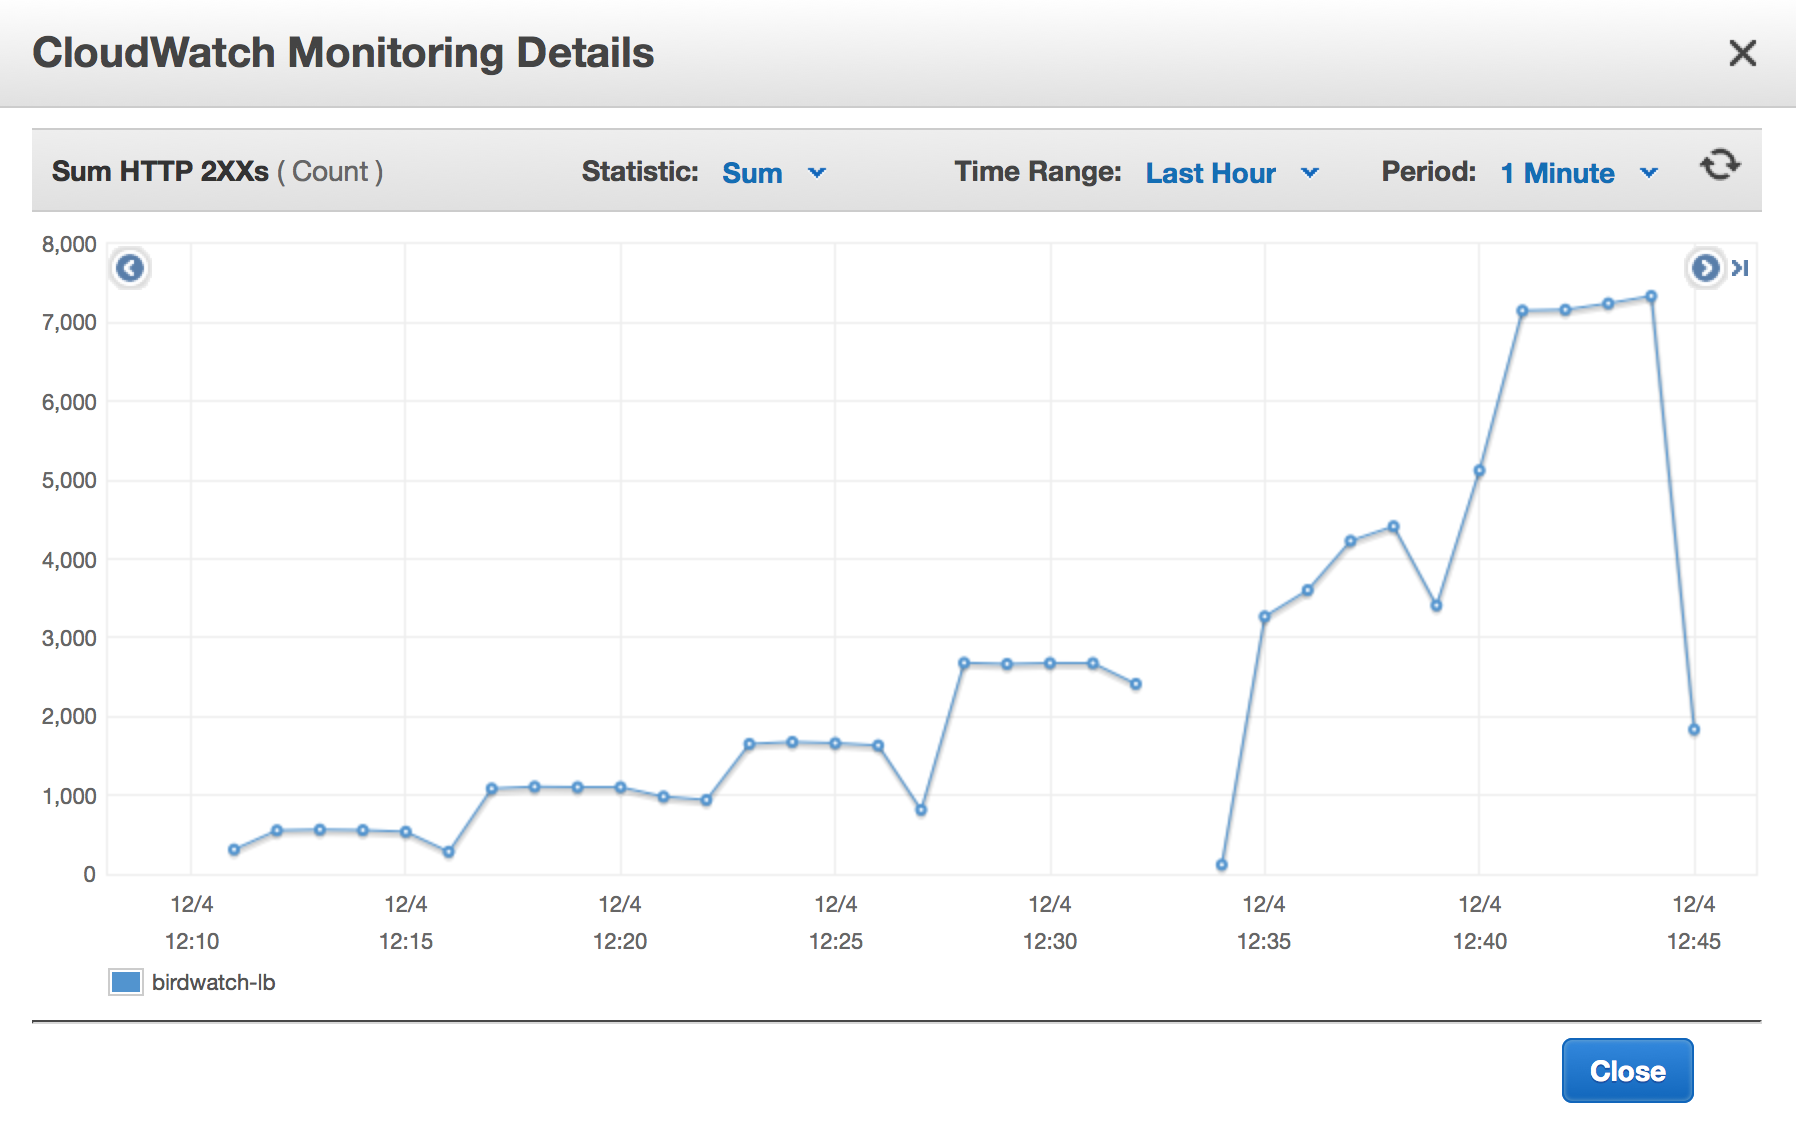 CloudWatch Monitoring Details
Sum HTTP 2XXs ( Count ) Statistic: Sum Time Range: Last Hour Period: 1 Minute
8,000
7,000
6,000
5,000
4,000
3,000
2,000
1,000
0
12/4 12/4 12/4 12/4 12/4 12/4 12/4 12/4
12:10 12:15 12:20 12:25 12:30 12:35 12:40 12:45
birdwatch-lb
Close